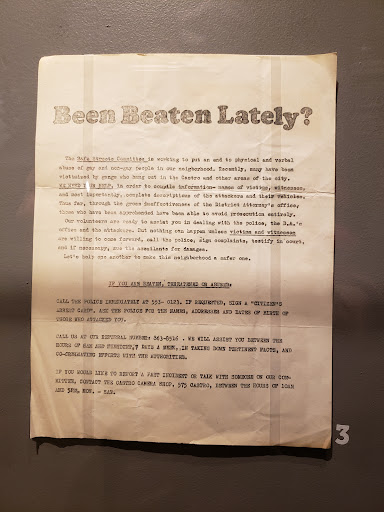 Been Beaten Lately?
The Safe Streets Committee is working to put an end to physical and verbal
abuse of gay and non-gay people in our neighborhood. Recently, many have been
victimized by gangs who hang out in the Castro and other areas of the city.
WE NEED YOUR HELP, in order to compile information- names of victims, witnesses,
and most importantly, complete descriptions of the attackers and their vehicles.
Thus far, through the gross ineffectiveness of the District Attorney's office,
those who have been apprehended have been able to avoid prosecution entirely.
Our volunteers are ready to assist you in dealing with the police, the D.A.'s
office and the attackers. But nothing can happen unless victims and witnesses
are willing to come forward, call the police, sign complaints, testify in court,
and if necessary, sue the assailants for damages.
Let's help one another to make this neighborhood a safer one.
IF YOU ARE BEATEN, THREATENED OR ABUSED:
CALL THE POLICE IMMEDIATELY AT 553-0123. IF REQUESTED, SIGN A "CITIZEN'S
ARREST CARD". ASK THE POLICE FOR THE NAMES, ADDRESSES AND DATES OF BIRTH OF
THOSE WHO ATTACKED YOU.
CALL US AT OUR REFERRAL NUMBER: 863-6516 . WE WILL ASSIST YOU BETWEEN THE
HOURS OF 8AM AND MIDNIGHT, 7 DAYS A WEEK, IN TAKING DOWN PERTINENT FACTS, AND
CO-ORDINATING EFFORTS WITH THE AUTHORITIES.
IF YOU WOULD LIKE TO REPORT A PAST INCIDENT OR TALK WITH SOMEONE ON OUR COM-
MITTEE, CONTACT THE CASTRO CAMERA SHOP, 575 CASTRO, BETWEEN THE HOURS OF 10AM
AND 5PM, MON. - SAT.
3